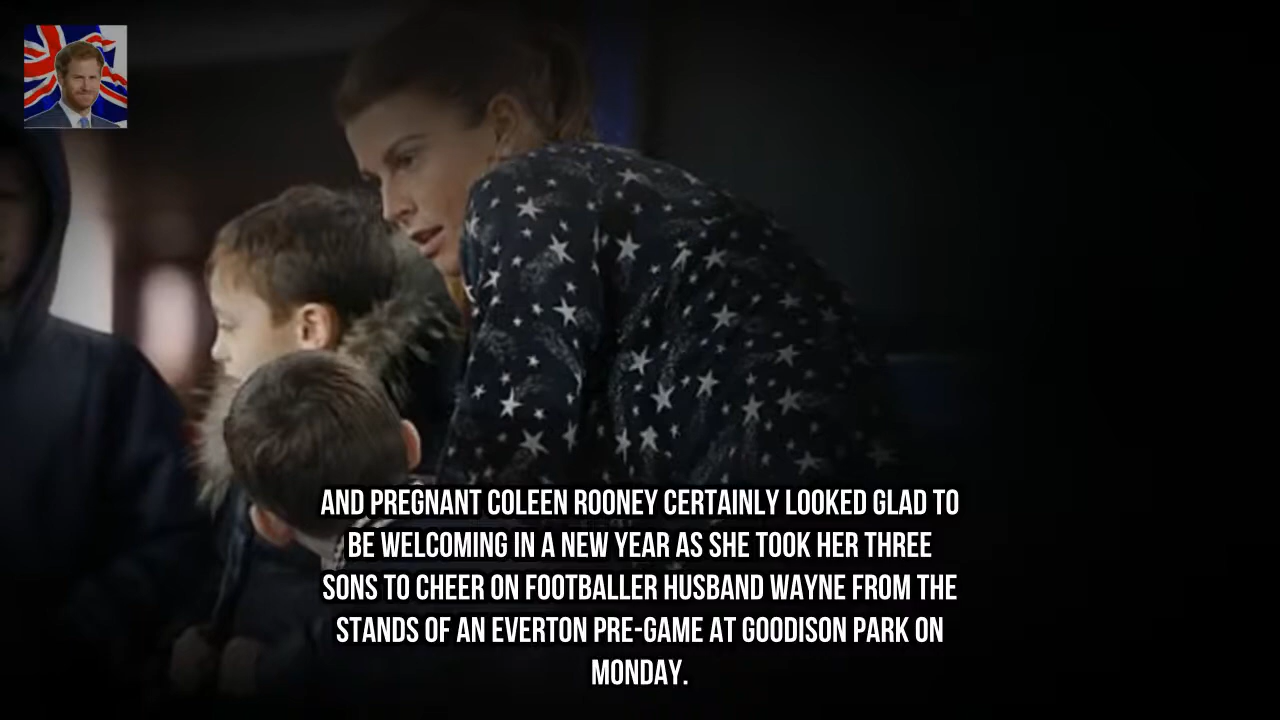 AND PREGNANT COLEEN ROONEY CERTAINLY LOOKED GLAD TO
BE WELCOMING IN A NEW YEAR AS SHE TOOK HER THREE
SONS TO CHEER ON FOOTBALLER HUSBAND WAYNE FROM THE
STANDS OF AN EVERTON PRE-GAME AT GOODISON PARK ON
MONDAY.